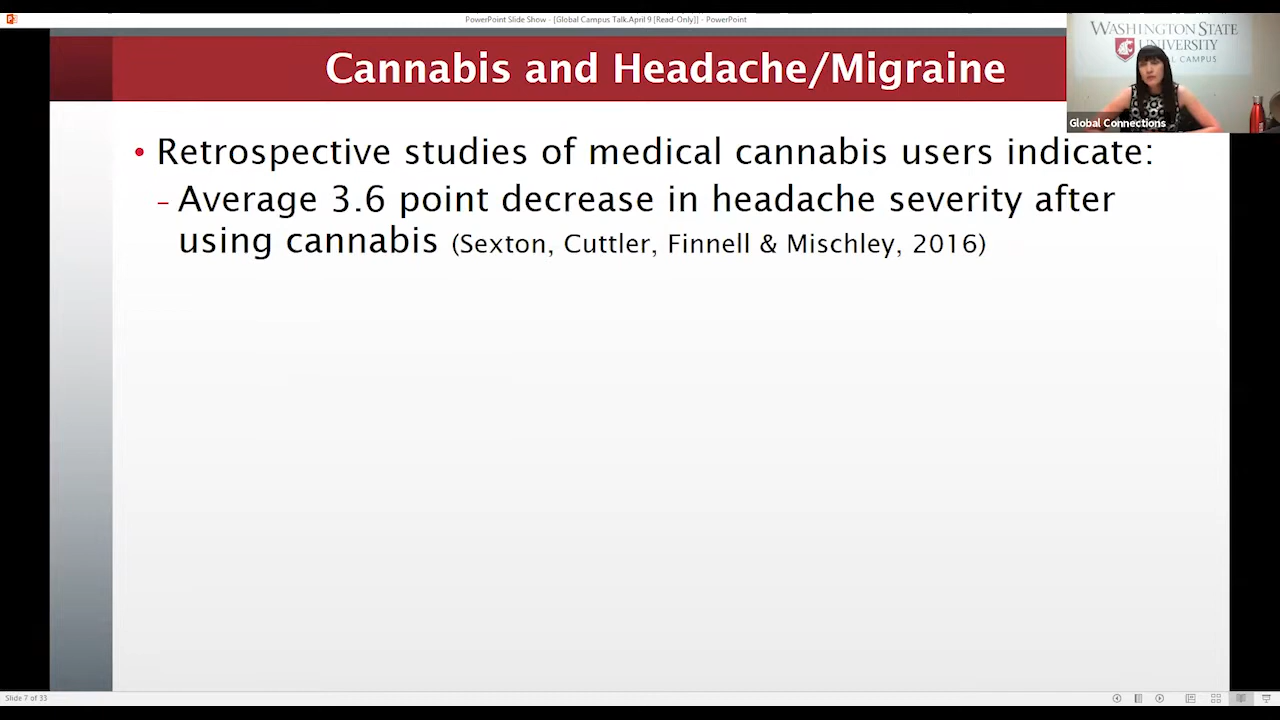 PowerPoint Slide Show - [Global Campus Talk.April 9 [Read-Only]] - PowerPoint
Cannabis and Headache/Migraine
WASHINGTON STATE
UNIVERSITY
CAMPUS
Global Connections
• Retrospective studies of medical cannabis users indicate:
– Average 3.6 point decrease in headache severity after
using cannabis (Sexton, Cuttler, Finnell & Mischley, 2016)
Slide 7 of 33